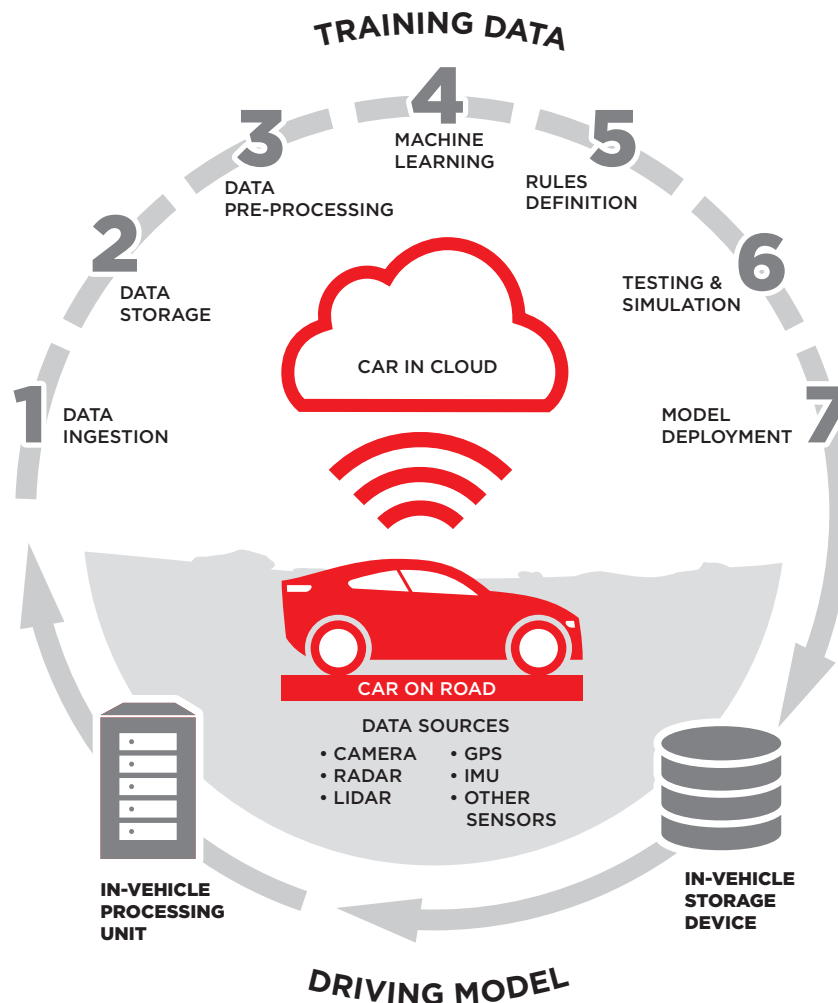 TRAINING DATA
4
MACHINE
LEARNING
3
DATA
PRE-PROCESSING
5
RULES
DEFINITION
2
DATA
STORAGE
6
TESTING &
SIMULATION
CAR IN CLOUD
1
DATA
INGESTION
7
MODEL
DEPLOYMENT
CAR ON ROAD
DATA SOURCES
• CAMERA
• RADAR
• LIDAR
• GPS
• IMU
• OTHER
SENSORS
IN-VEHICLE
PROCESSING
UNIT
IN-VEHICLE
STORAGE
DEVICE
DRIVING MODEL